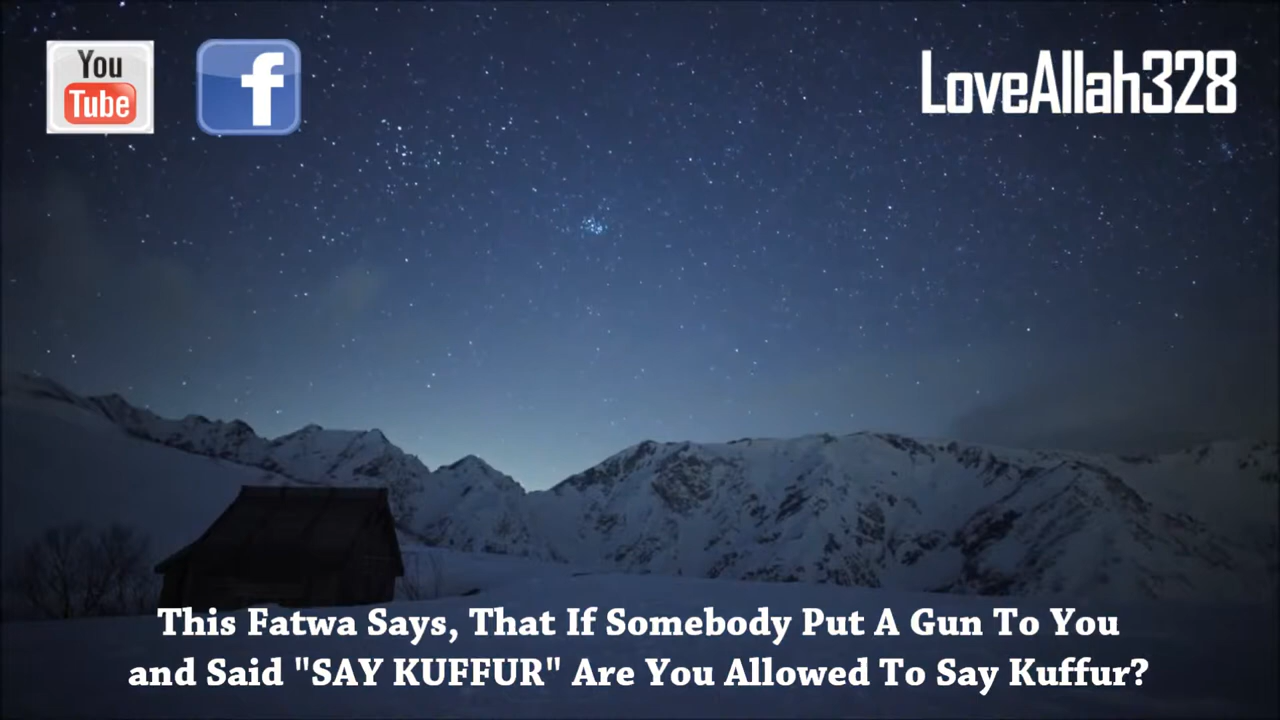 You
Tube
f
LoveAllah328
This Fatwa Says, That If Somebody Put A Gun To You
and Said "SAY KUFFUR" Are You Allowed To Say Kuffur?